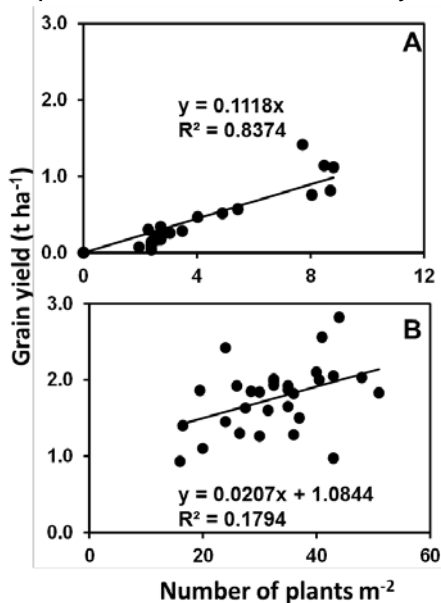 A
3.0
2.0
1.0
0.0
y = 0.1118x
R² = 0.8374
0 4 8 12
Grain yield (t ha⁻¹)
B
3.0
2.0
1.0
0.0
y = 0.0207x + 1.0844
R² = 0.1794
0 20 40 60
Number of plants m⁻²